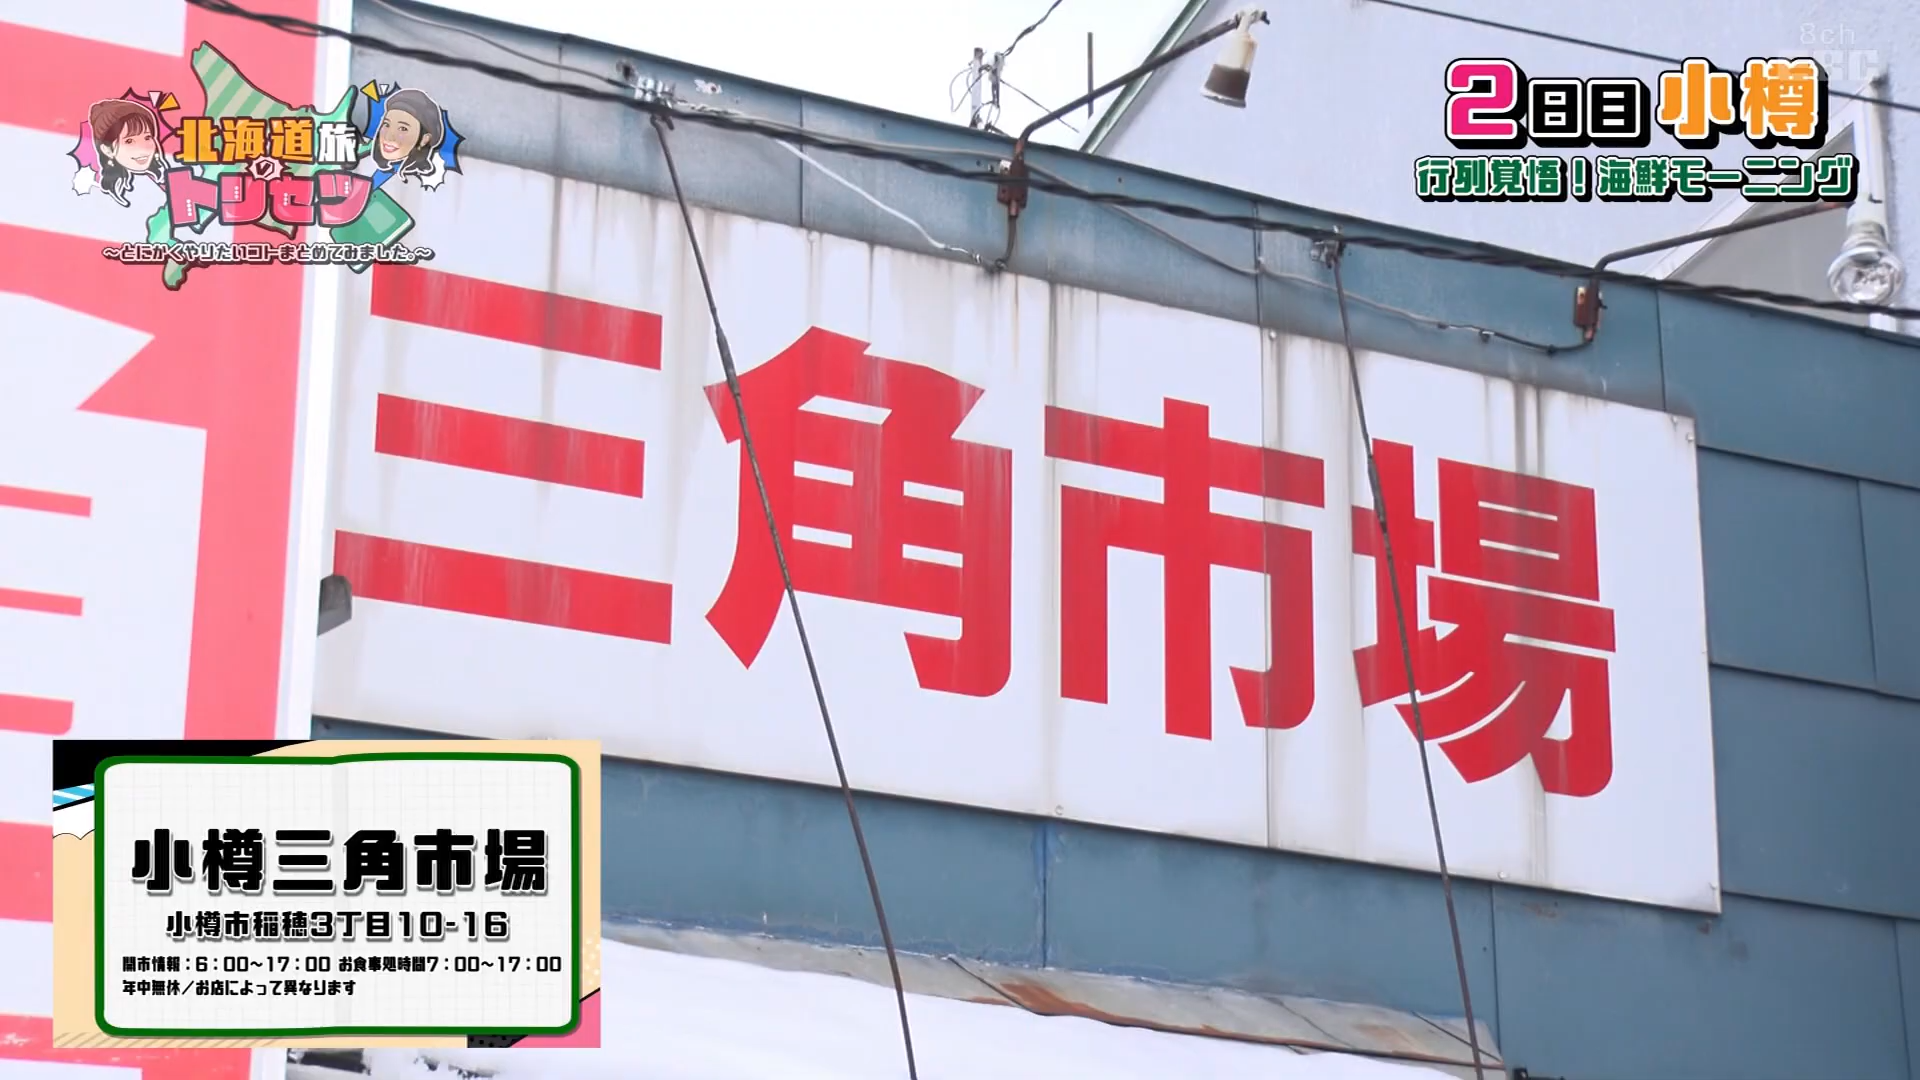 北海道旅
の
トンセン
～とにかくやりたいコトまとめてみました。～
8ch
2日目 小樽
行列覚悟！海鮮モーニング
三角市場
小樽三角市場
小樽市稲穂3丁目10-16
開市情報：6：00～17：00 お食事処時間7：00～17：00
年中無休／お店によって異なります